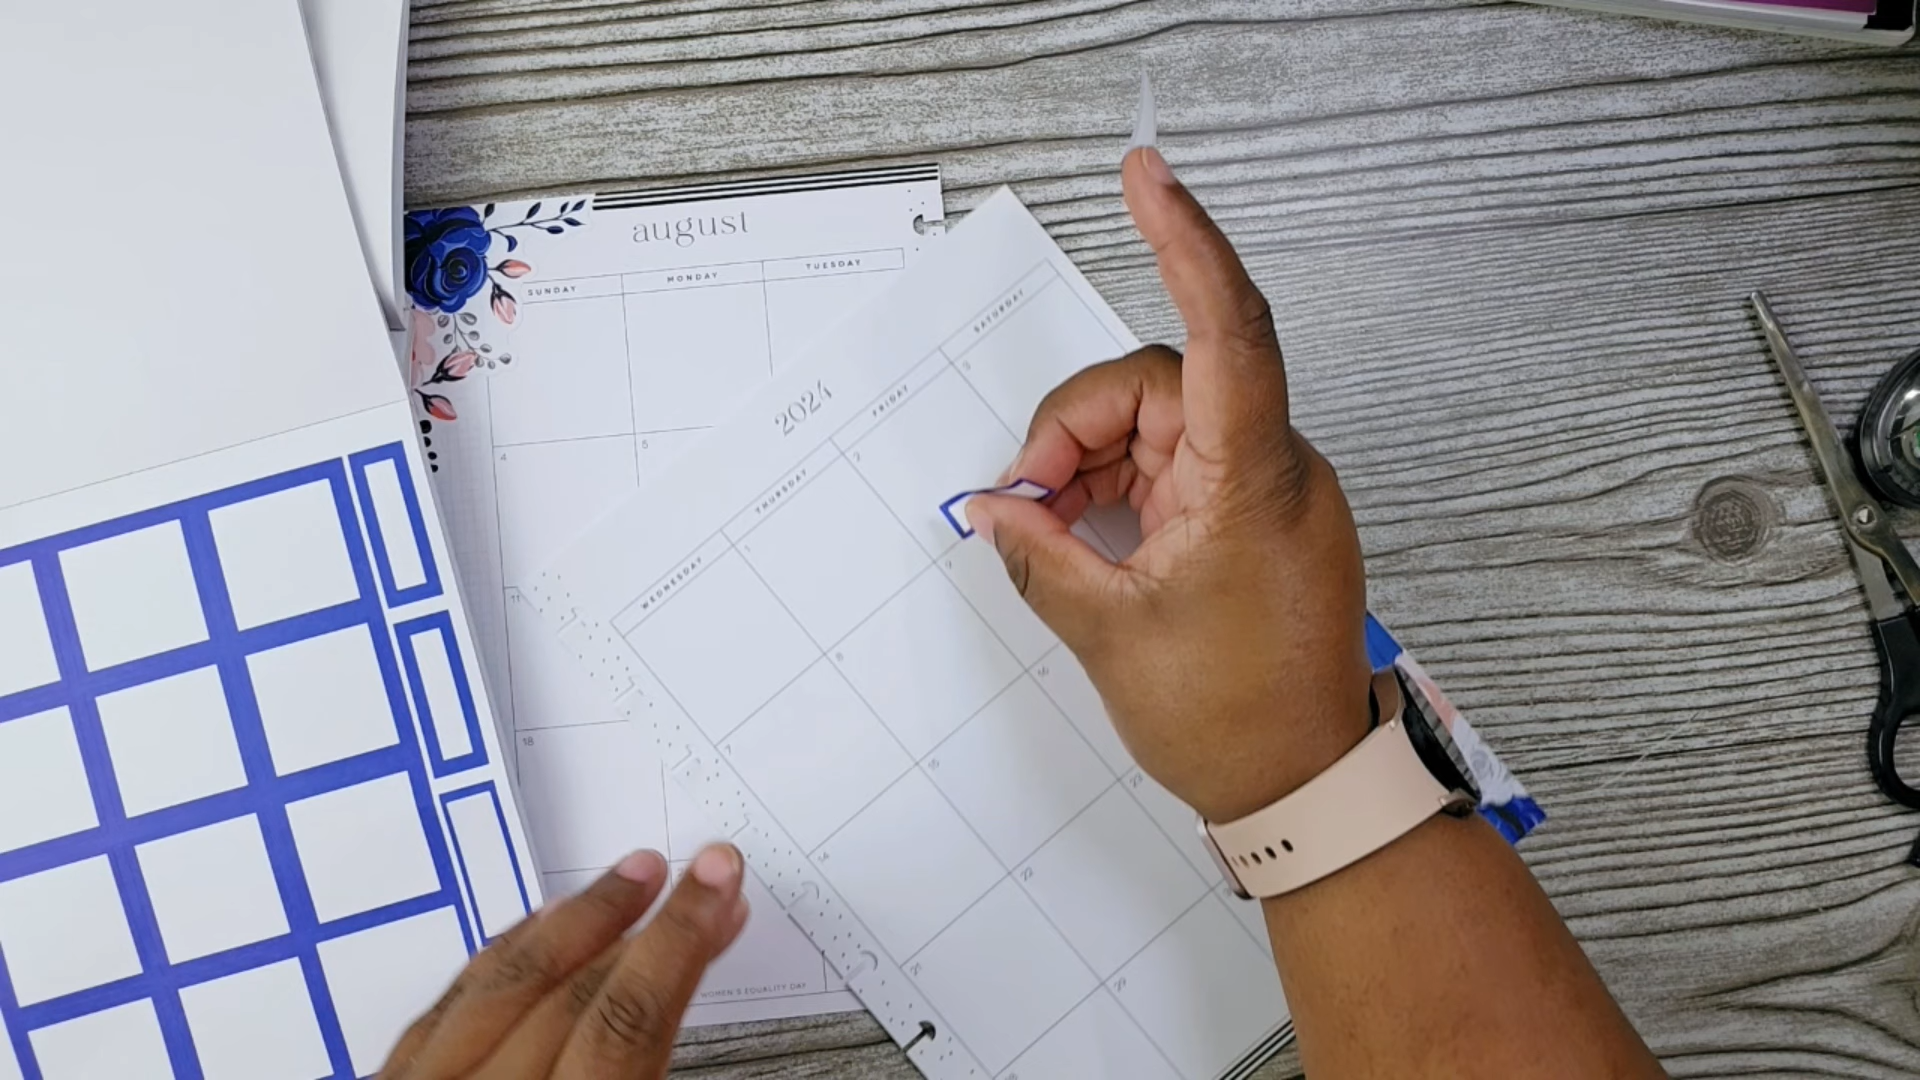 august
SUNDAY MONDAY TUESDAY
4 5
11
18
WOMEN'S EQUALITY DAY
2024
WEDNESDAY THURSDAY FRIDAY SATURDAY
1 2 3
7 8 9
14 15 16
21 22 23
29